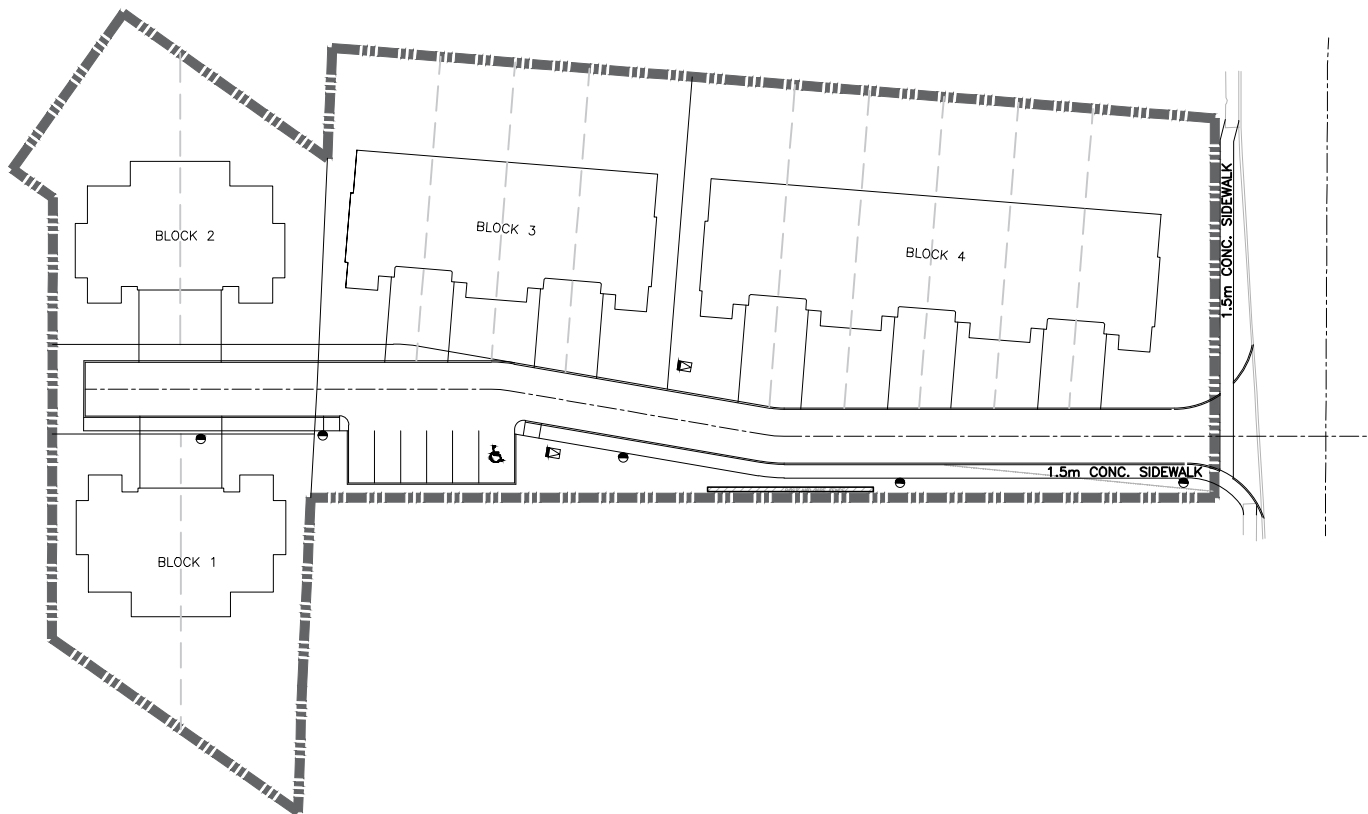 BLOCK 2
BLOCK 3
BLOCK 4
1.5m CONC. SIDEWALK
1.5m CONC. SIDEWALK
BLOCK 1